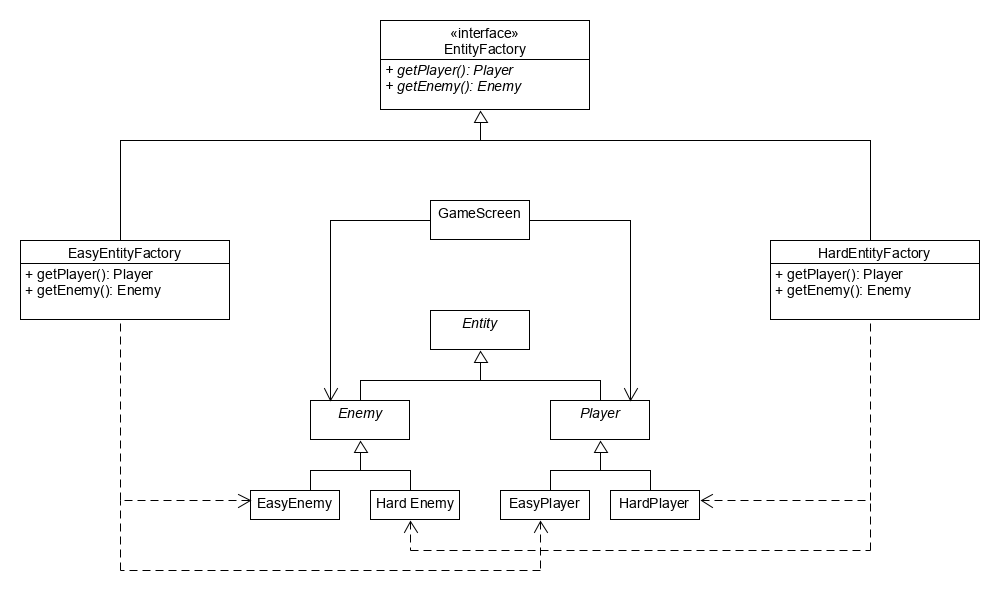 «interface»
EntityFactory
+ getPlayer(): Player
+ getEnemy(): Enemy
GameScreen
EasyEntityFactory
+ getPlayer(): Player
+ getEnemy(): Enemy
HardEntityFactory
+ getPlayer(): Player
+ getEnemy(): Enemy
Entity
Enemy
Player
EasyEnemy
Hard Enemy
EasyPlayer
HardPlayer